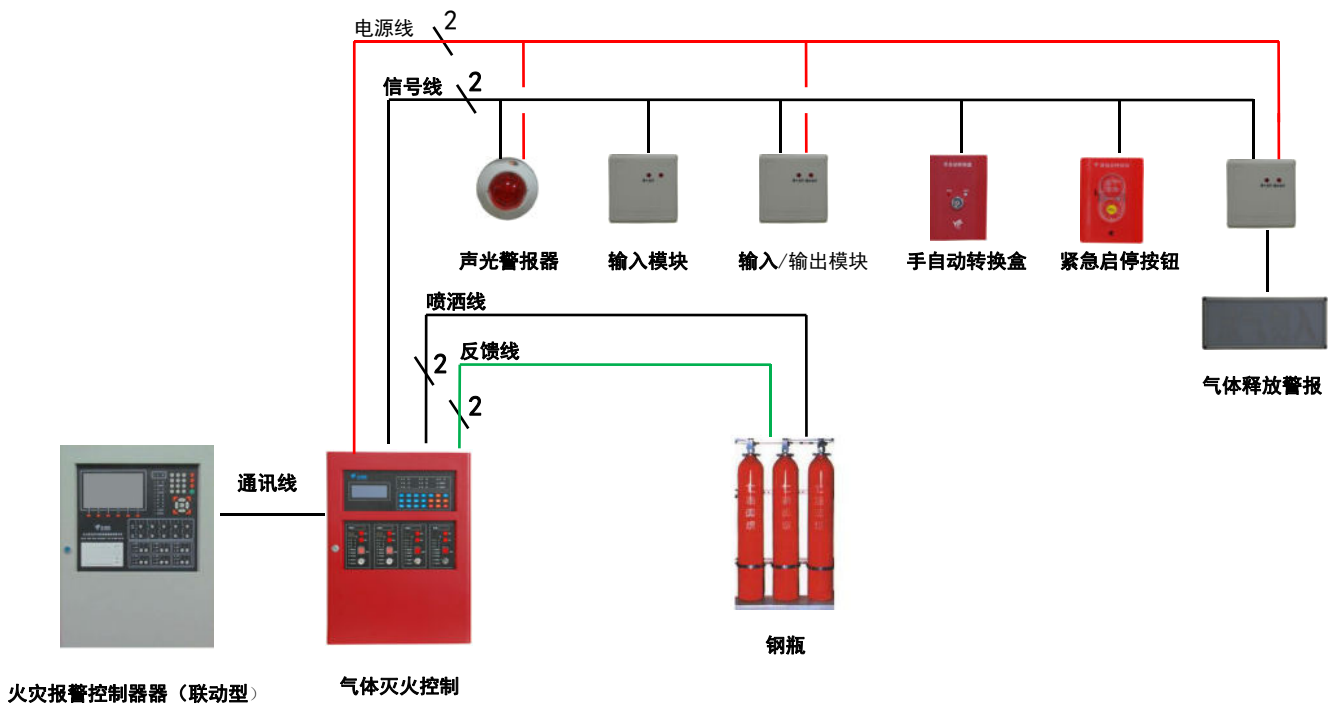 电源线
2
信号线
2
声光警报器
输入模块
输入/输出模块
手自动转换盒
紧急启停按钮
喷洒线
2
反馈线
2
气体释放警报
通讯线
钢瓶
气体灭火控制
火灾报警控制器器（联动型）